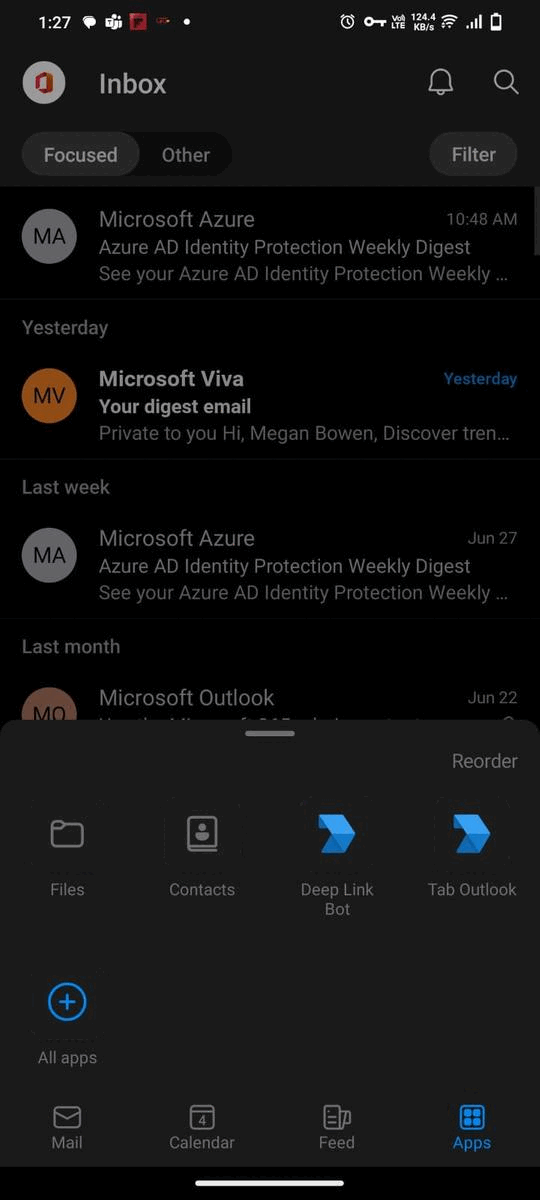 1:27
Vo))
LTE
124.4
KB/s
Inbox
Focused
Other
Filter
MA
Microsoft Azure
10:48 AM
Azure AD Identity Protection Weekly Digest
See your Azure AD Identity Protection Weekly ...
Yesterday
MV
Microsoft Viva
Yesterday
Your digest email
Private to you Hi, Megan Bowen, Discover tren...
Last week
MA
Microsoft Azure
Jun 27
Azure AD Identity Protection Weekly Digest
See your Azure AD Identity Protection Weekly ...
Last month
MO
Microsoft Outlook
Jun 22
Reorder
Files
Contacts
Deep Link
Bot
Tab Outlook
All apps
Mail
4
Calendar
Feed
Apps